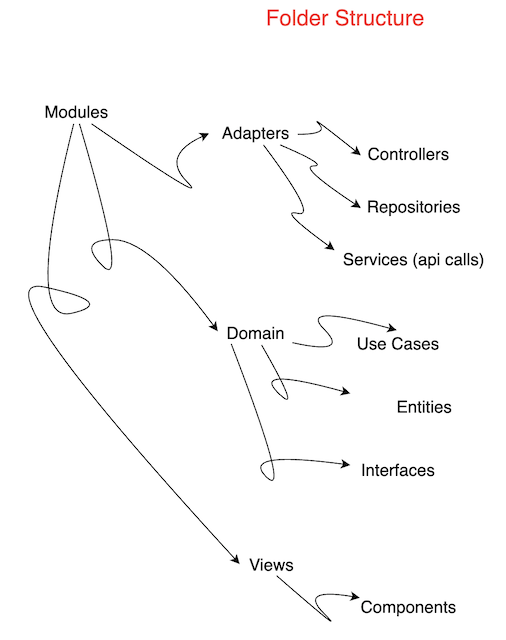 Folder Structure
Modules
Adapters
Controllers
Repositories
Services (api calls)
Domain
Use Cases
Entities
Interfaces
Views
Components